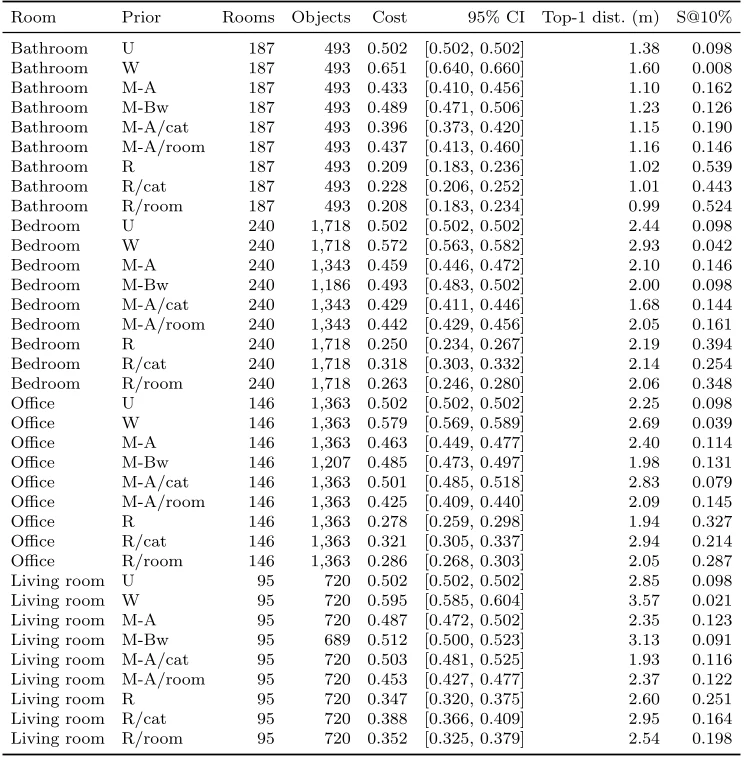 Room Prior Rooms Objects Cost 95% CI Top-1 dist. (m) S@10%
Bathroom U 187 493 0.502 [0.502, 0.502] 1.38 0.098
Bathroom W 187 493 0.651 [0.640, 0.660] 1.60 0.008
Bathroom M-A 187 493 0.433 [0.410, 0.456] 1.10 0.162
Bathroom M-Bw 187 493 0.489 [0.471, 0.506] 1.23 0.126
Bathroom M-A/cat 187 493 0.396 [0.373, 0.420] 1.15 0.190
Bathroom M-A/room 187 493 0.437 [0.413, 0.460] 1.16 0.146
Bathroom R 187 493 0.209 [0.183, 0.236] 1.02 0.539
Bathroom R/cat 187 493 0.228 [0.206, 0.252] 1.01 0.443
Bathroom R/room 187 493 0.208 [0.183, 0.234] 0.99 0.524
Bedroom U 240 1,718 0.502 [0.502, 0.502] 2.44 0.098
Bedroom W 240 1,718 0.572 [0.563, 0.582] 2.93 0.042
Bedroom M-A 240 1,343 0.459 [0.446, 0.472] 2.10 0.146
Bedroom M-Bw 240 1,186 0.493 [0.483, 0.502] 2.00 0.098
Bedroom M-A/cat 240 1,343 0.429 [0.411, 0.446] 1.68 0.144
Bedroom M-A/room 240 1,343 0.442 [0.429, 0.456] 2.05 0.161
Bedroom R 240 1,718 0.250 [0.234, 0.267] 2.19 0.394
Bedroom R/cat 240 1,718 0.318 [0.303, 0.332] 2.14 0.254
Bedroom R/room 240 1,718 0.263 [0.246, 0.280] 2.06 0.348
Office U 146 1,363 0.502 [0.502, 0.502] 2.25 0.098
Office W 146 1,363 0.579 [0.569, 0.589] 2.69 0.039
Office M-A 146 1,363 0.463 [0.449, 0.477] 2.40 0.114
Office M-Bw 146 1,207 0.485 [0.473, 0.497] 1.98 0.131
Office M-A/cat 146 1,363 0.501 [0.485, 0.518] 2.83 0.079
Office M-A/room 146 1,363 0.425 [0.409, 0.440] 2.09 0.145
Office R 146 1,363 0.278 [0.259, 0.298] 1.94 0.327
Office R/cat 146 1,363 0.321 [0.305, 0.337] 2.94 0.214
Office R/room 146 1,363 0.286 [0.268, 0.303] 2.05 0.287
Living room U 95 720 0.502 [0.502, 0.502] 2.85 0.098
Living room W 95 720 0.595 [0.585, 0.604] 3.57 0.021
Living room M-A 95 720 0.487 [0.472, 0.502] 2.35 0.123
Living room M-Bw 95 689 0.512 [0.500, 0.523] 3.13 0.091
Living room M-A/cat 95 720 0.503 [0.481, 0.525] 1.93 0.116
Living room M-A/room 95 720 0.453 [0.427, 0.477] 2.37 0.122
Living room R 95 720 0.347 [0.320, 0.375] 2.60 0.251
Living room R/cat 95 720 0.388 [0.366, 0.409] 2.95 0.164
Living room R/room 95 720 0.352 [0.325, 0.379] 2.54 0.198